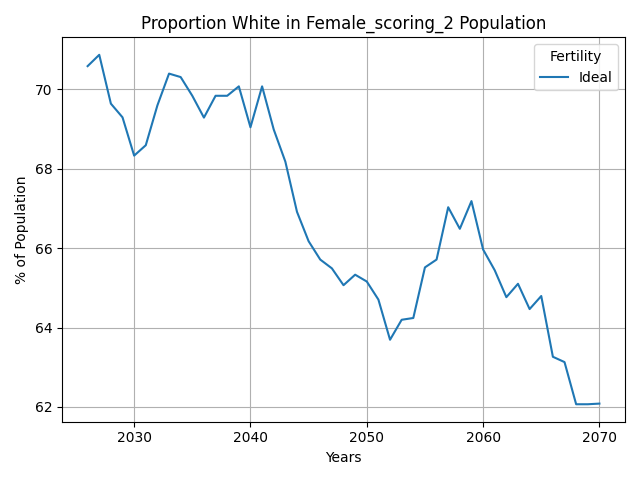 Proportion White in Female_scoring_2 Population
Fertility
Ideal
% of Population
70
68
66
64
62
2030 2040 2050 2060 2070
Years